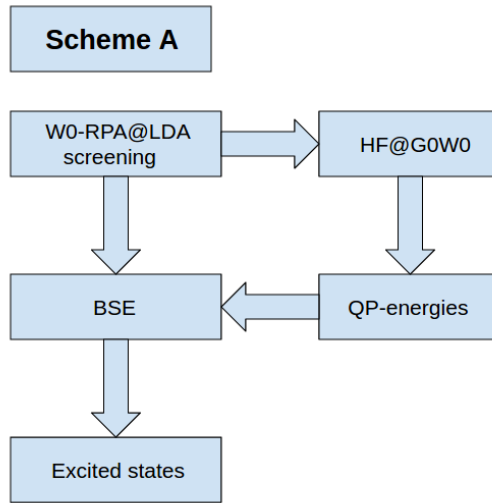 Scheme A
W0-RPA@LDA
screening
HF@G0W0
BSE
QP-energies
Excited states